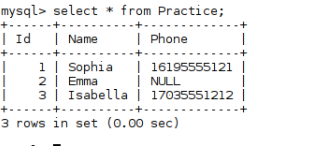 mysql> select * from Practice;
+----+----------+-------------+
| Id | Name     | Phone       |
+----+----------+-------------+
|  1 | Sophia   | 16195555121 |
|  2 | Emma     | NULL        |
|  3 | Isabella | 17035551212 |
+----+----------+-------------+
3 rows in set (0.00 sec)